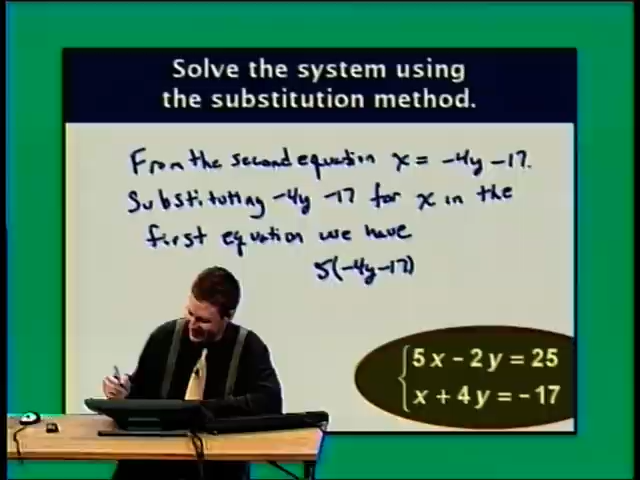 Solve the system using
the substitution method.
From the second equation x = -4y -17.
Substituting -4y -17 for x in the
first equation we have
5(-4y-17)
5x - 2y = 25
x + 4y = -17